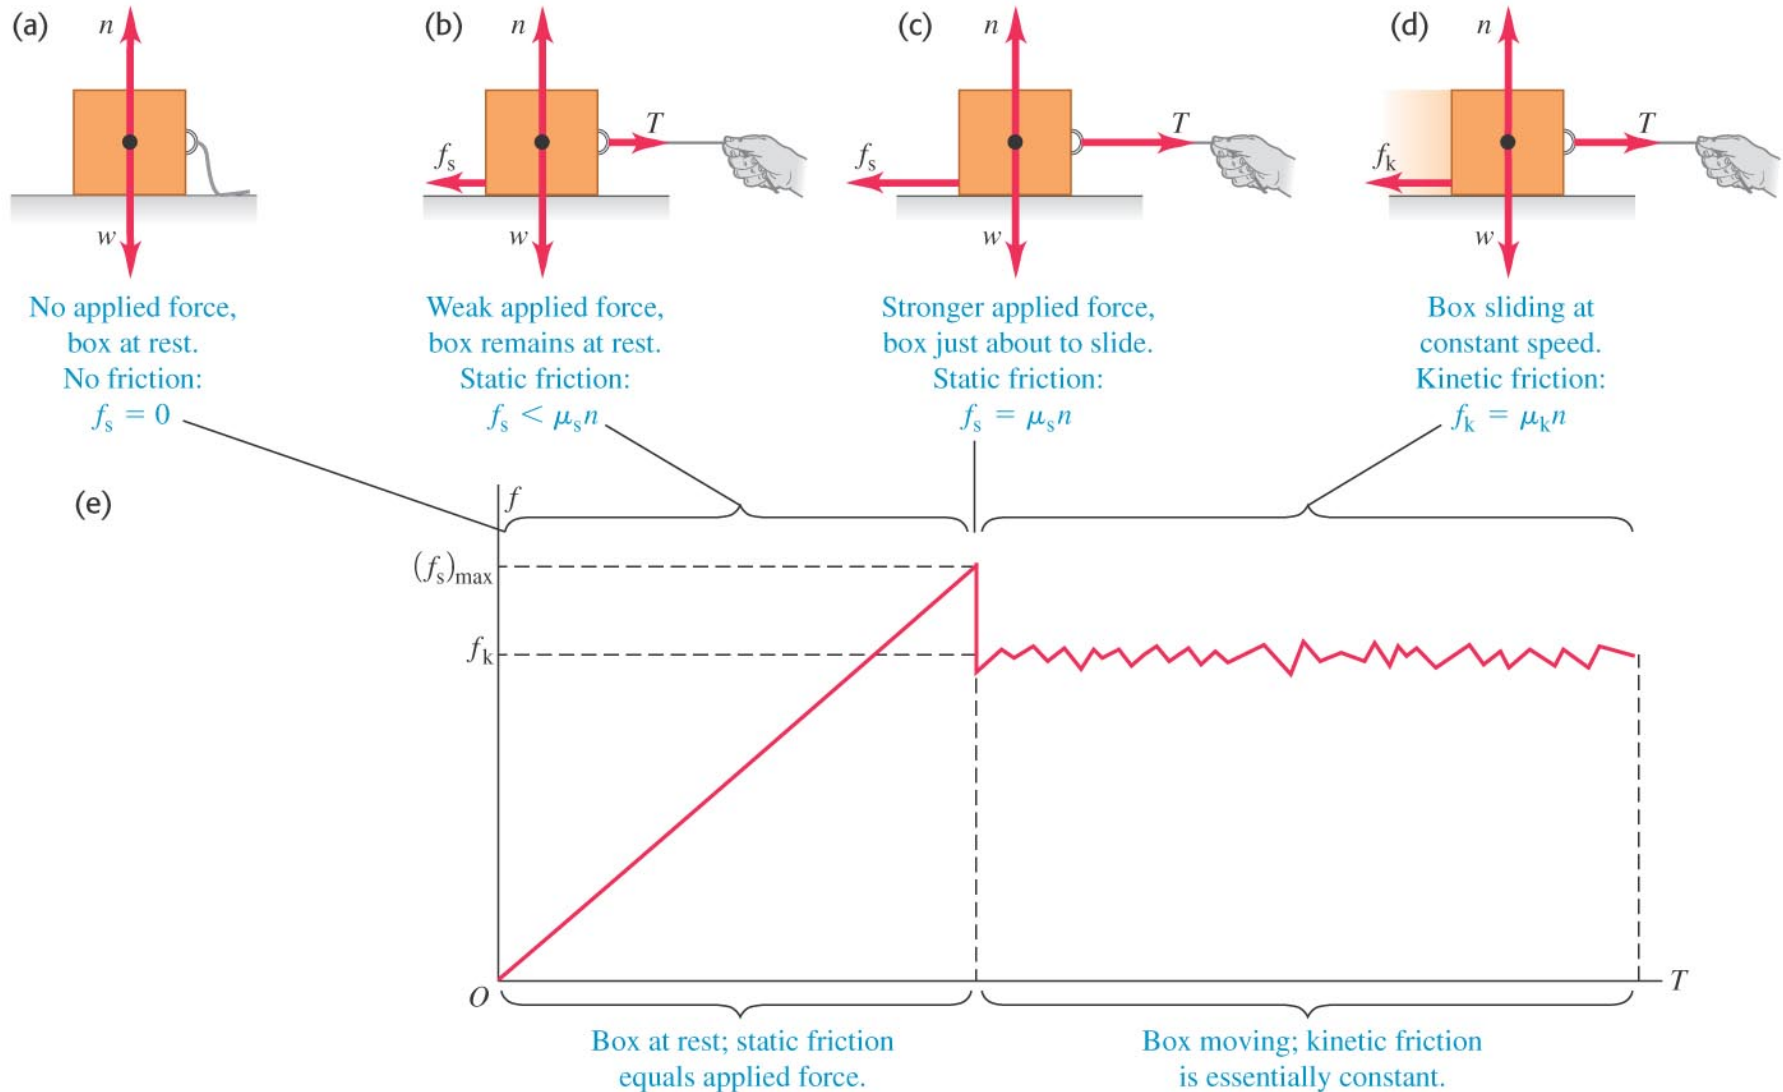 (a)
n
w
No applied force,
box at rest.
No friction:
fs = 0
(b)
n
T
fs
w
Weak applied force,
box remains at rest.
Static friction:
fs < μsn
(c)
n
T
fs
w
Stronger applied force,
box just about to slide.
Static friction:
fs = μsn
(d)
n
T
fk
w
Box sliding at
constant speed.
Kinetic friction:
fk = μkn
(e)
f
(fs)max
fk
O
T
Box at rest; static friction
equals applied force.
Box moving; kinetic friction
is essentially constant.